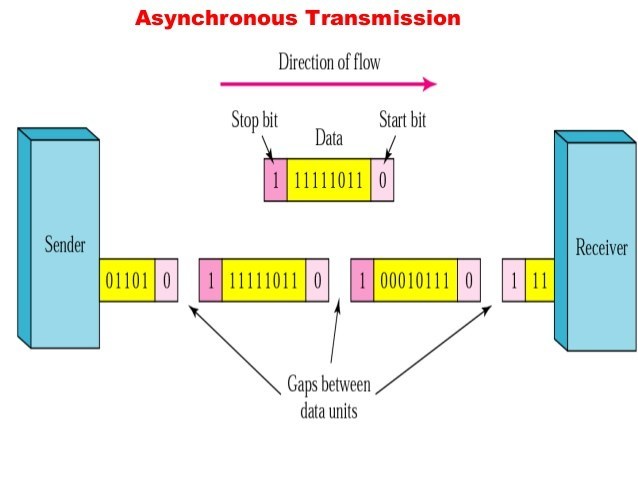 Asynchronous Transmission
Direction of flow
Stop bit
Start bit
Data
1 11111011 0
Sender
Receiver
01101 0
1 11111011 0
1 00010111 0
1 11
Gaps between
data units